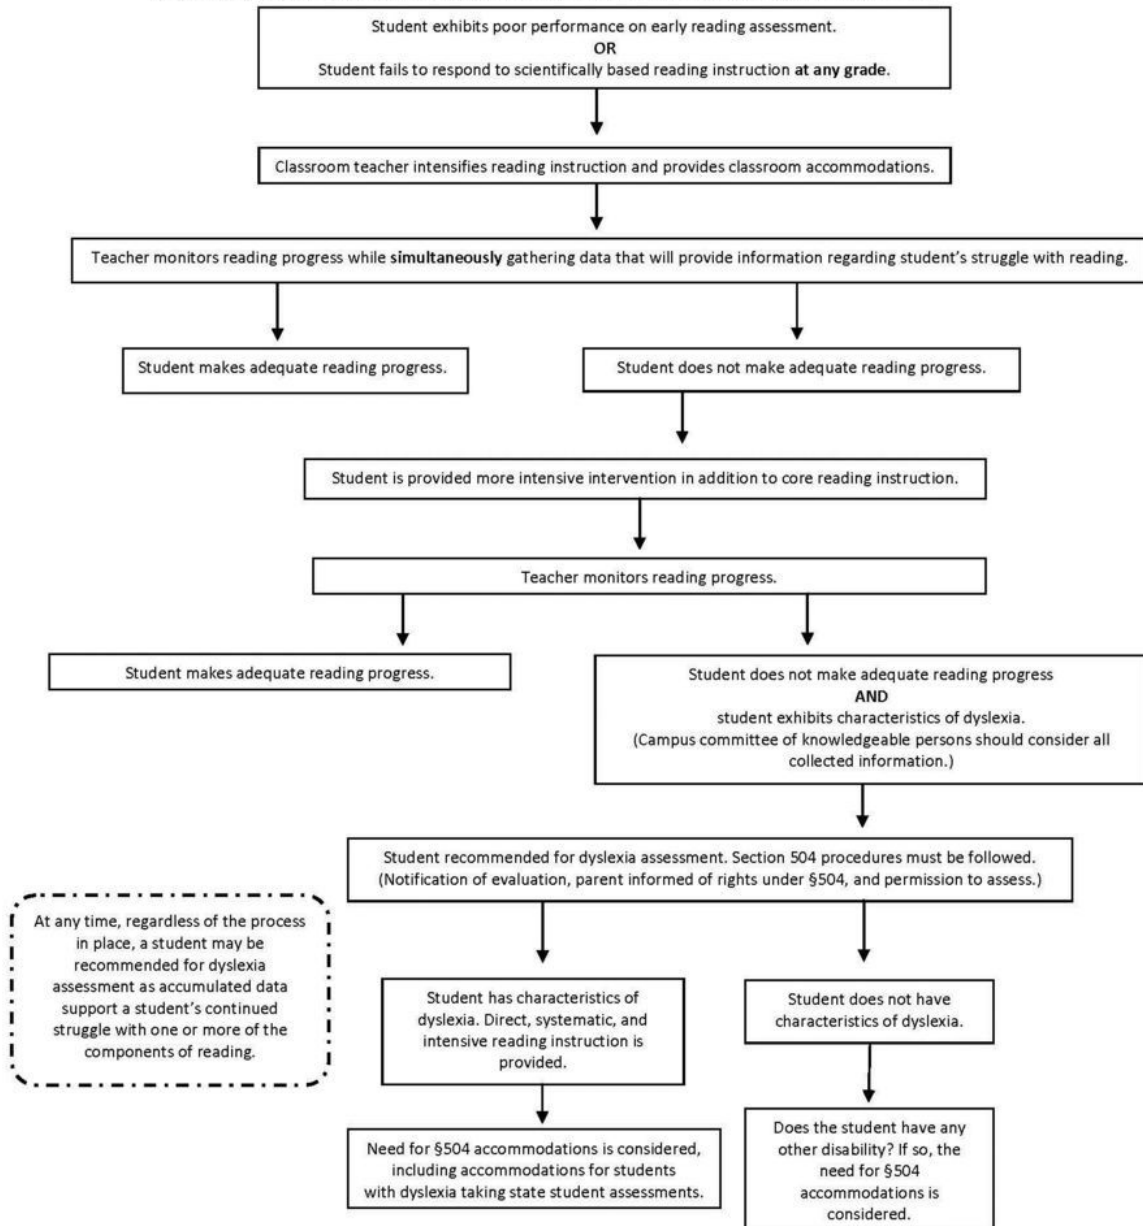 Student exhibits poor performance on early reading assessment.
OR
Student fails to respond to scientifically based reading instruction at any grade.
Classroom teacher intensifies reading instruction and provides classroom accommodations.
Teacher monitors reading progress while simultaneously gathering data that will provide information regarding student's struggle with reading.
Student makes adequate reading progress.
Student does not make adequate reading progress.
Student is provided more intensive intervention in addition to core reading instruction.
Teacher monitors reading progress.
Student makes adequate reading progress.
Student does not make adequate reading progress
AND
student exhibits characteristics of dyslexia.
(Campus committee of knowledgeable persons should consider all
collected information.)
Student recommended for dyslexia assessment. Section 504 procedures must be followed.
(Notification of evaluation, parent informed of rights under §504, and permission to assess.)
At any time, regardless of the process
in place, a student may be
recommended for dyslexia
assessment as accumulated data
support a student's continued
struggle with one or more of the
components of reading.
Student has characteristics of
dyslexia. Direct, systematic, and
intensive reading instruction is
provided.
Student does not have
characteristics of dyslexia.
Need for §504 accommodations is considered,
including accommodations for students
with dyslexia taking state student assessments.
Does the student have any
other disability? If so, the
need for §504
accommodations is
considered.